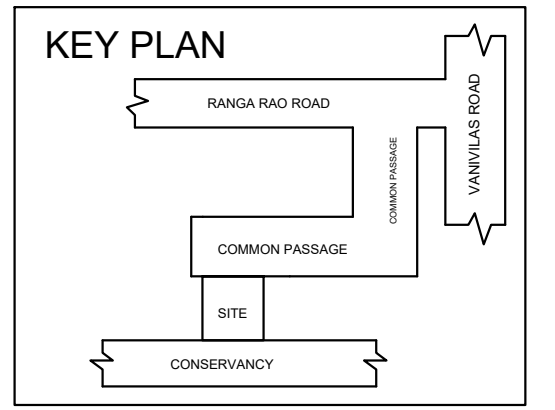 KEY PLAN
RANGA RAO ROAD
VANIVILAS ROAD
COMMON PASSAGE
COMMON PASSAGE
SITE
CONSERVANCY